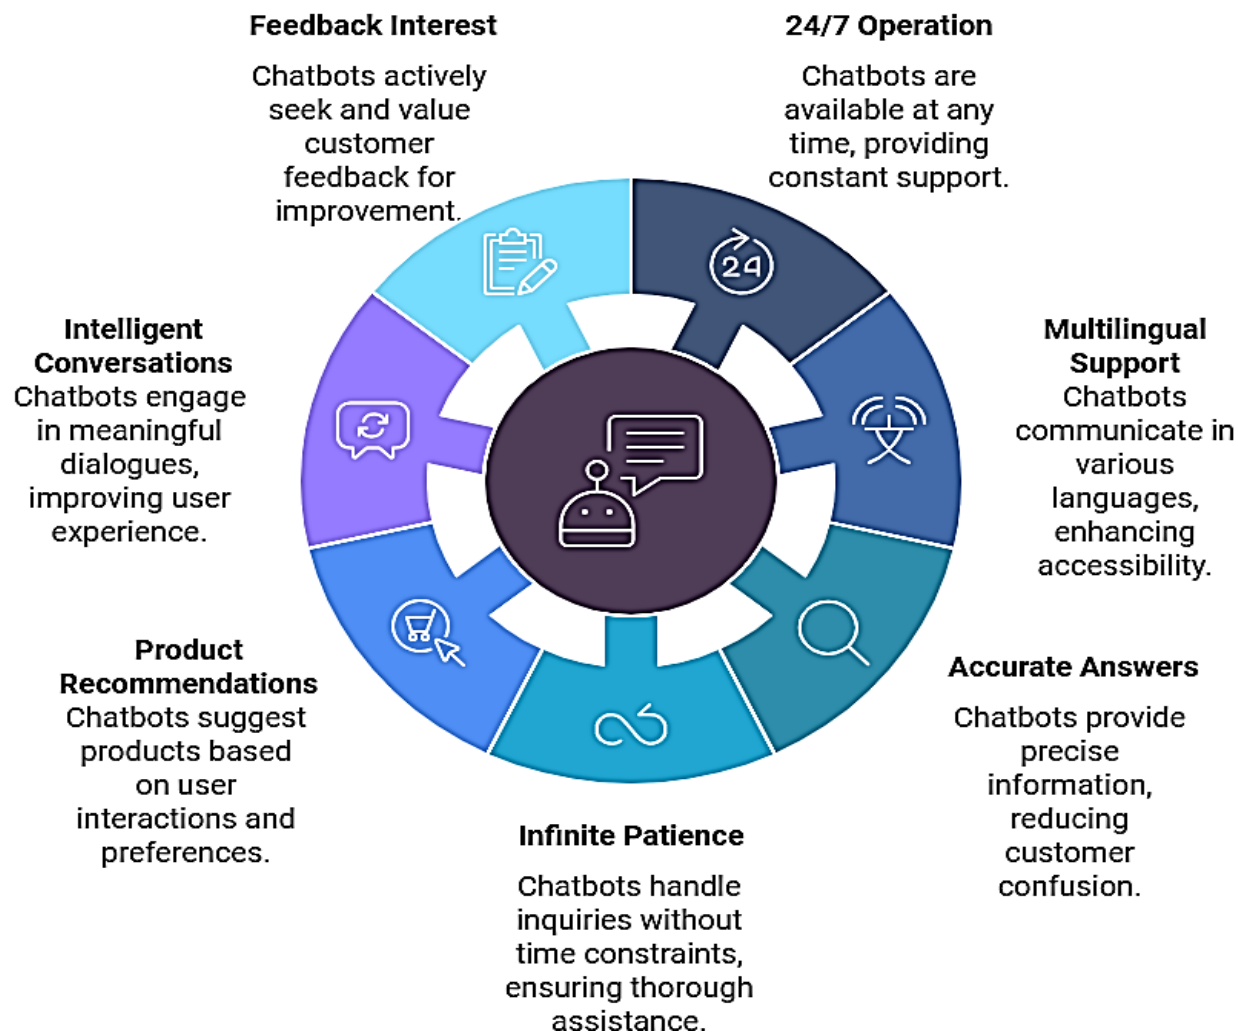 Feedback Interest
Chatbots actively
seek and value
customer
feedback for
improvement.
24/7 Operation
Chatbots are
available at any
time, providing
constant support.
24
Intelligent
Conversations
Chatbots engage
in meaningful
dialogues,
improving user
experience.
Multilingual
Support
Chatbots
communicate in
various
languages,
enhancing
accessibility.
文
Product
Recommendations
Chatbots suggest
products based
on user
interactions and
preferences.
Accurate Answers
Chatbots provide
precise
information,
reducing
customer
confusion.
Infinite Patience
Chatbots handle
inquiries without
time constraints,
ensuring thorough
assistance.